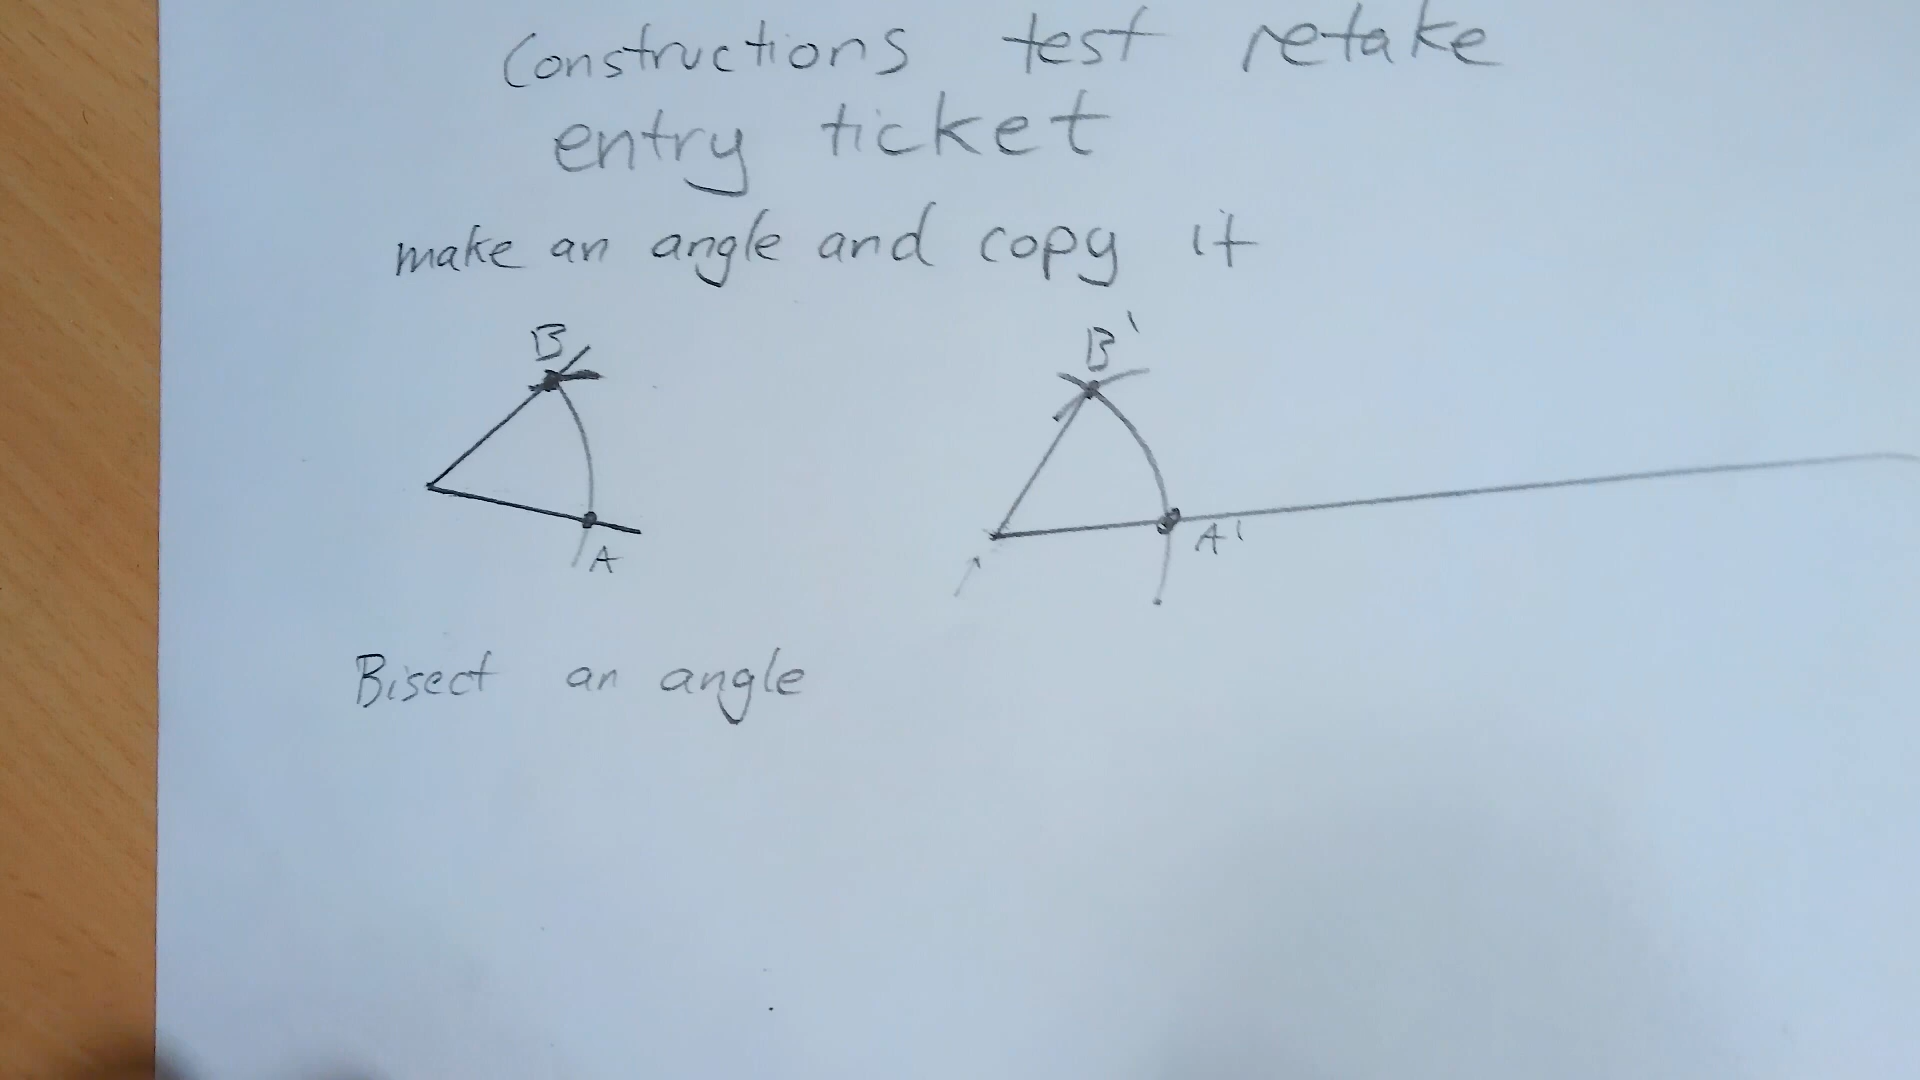 Constructions test retake
entry ticket
make an angle and copy it
B B'
A A'
Bisect an angle